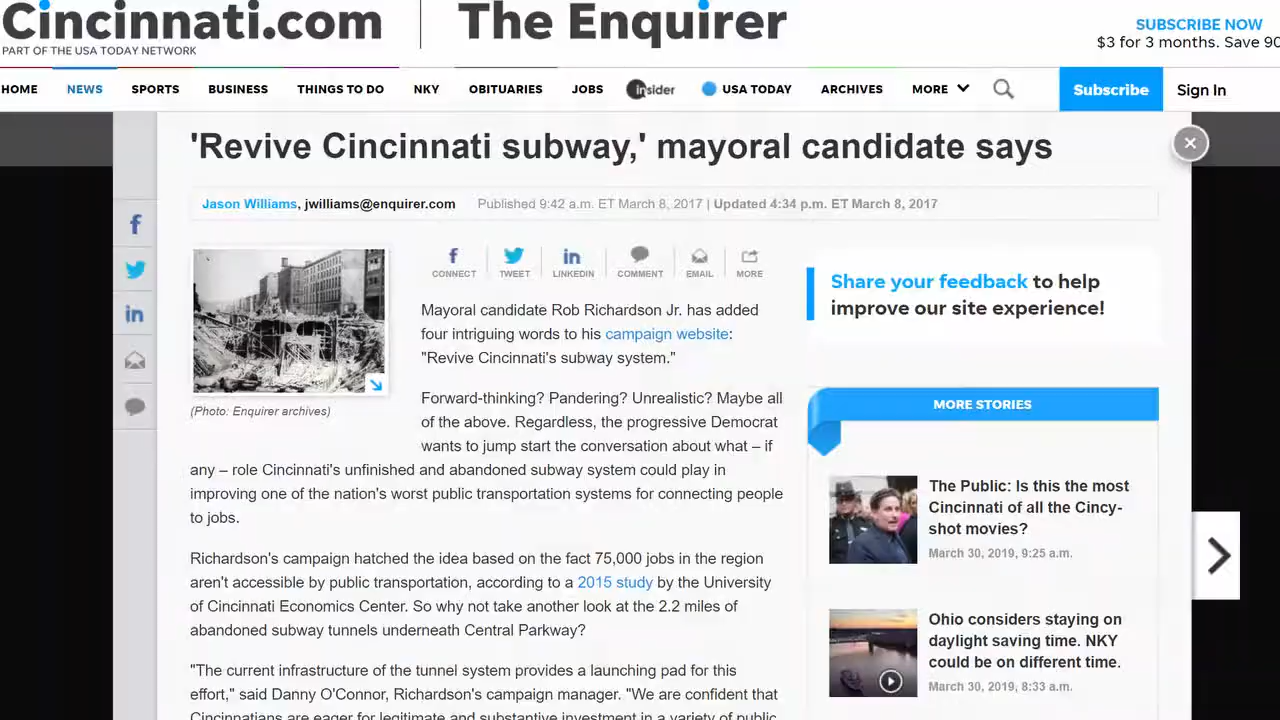 Cincinnati.com
The Enquirer
PART OF THE USA TODAY NETWORK
SUBSCRIBE NOW
$3 for 3 months. Save 90
HOME NEWS SPORTS BUSINESS THINGS TO DO NKY OBITUARIES JOBS insider USA TODAY ARCHIVES MORE Subscribe Sign In
'Revive Cincinnati subway,' mayoral candidate says
Jason Williams, jwilliams@enquirer.com Published 9:42 a.m. ET March 8, 2017 | Updated 4:34 p.m. ET March 8, 2017
CONNECT TWEET LINKEDIN COMMENT EMAIL MORE
(Photo: Enquirer archives)
Mayoral candidate Rob Richardson Jr. has added
four intriguing words to his campaign website:
"Revive Cincinnati's subway system."
Forward-thinking? Pandering? Unrealistic? Maybe all
of the above. Regardless, the progressive Democrat
wants to jump start the conversation about what – if
any – role Cincinnati's unfinished and abandoned subway system could play in
improving one of the nation's worst public transportation systems for connecting people
to jobs.
Richardson's campaign hatched the idea based on the fact 75,000 jobs in the region
aren't accessible by public transportation, according to a 2015 study by the University
of Cincinnati Economics Center. So why not take another look at the 2.2 miles of
abandoned subway tunnels underneath Central Parkway?
"The current infrastructure of the tunnel system provides a launching pad for this
effort," said Danny O'Connor, Richardson's campaign manager. "We are confident that
Cincinnatians are eager for legitimate and substantive investment in a variety of public
Share your feedback to help
improve our site experience!
MORE STORIES
The Public: Is this the most
Cincinnati of all the Cincy-
shot movies?
March 30, 2019, 9:25 a.m.
Ohio considers staying on
daylight saving time. NKY
could be on different time.
March 30, 2019, 8:33 a.m.